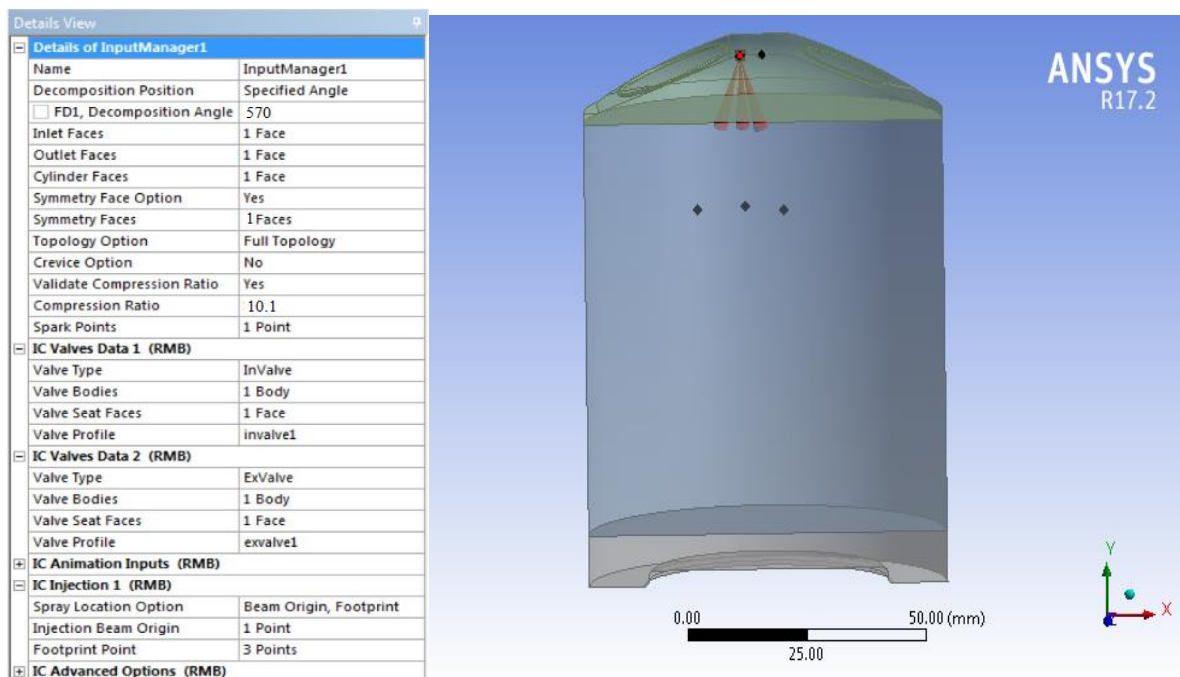 Details View
Details of InputManager1
Name InputManager1
Decomposition Position Specified Angle
FD1, Decomposition Angle 570
Inlet Faces 1 Face
Outlet Faces 1 Face
Cylinder Faces 1 Face
Symmetry Face Option Yes
Symmetry Faces 1 Faces
Topology Option Full Topology
Crevice Option No
Validate Compression Ratio Yes
Compression Ratio 10.1
Spark Points 1 Point
IC Valves Data 1 (RMB)
Valve Type InValve
Valve Bodies 1 Body
Valve Seat Faces 1 Face
Valve Profile invalve1
IC Valves Data 2 (RMB)
Valve Type ExValve
Valve Bodies 1 Body
Valve Seat Faces 1 Face
Valve Profile exvalve1
IC Animation Inputs (RMB)
IC Injection 1 (RMB)
Spray Location Option Beam Origin, Footprint
Injection Beam Origin 1 Point
Footprint Point 3 Points
IC Advanced Options (RMB)
ANSYS
R17.2
0.00 50.00 (mm)
25.00
Y
X